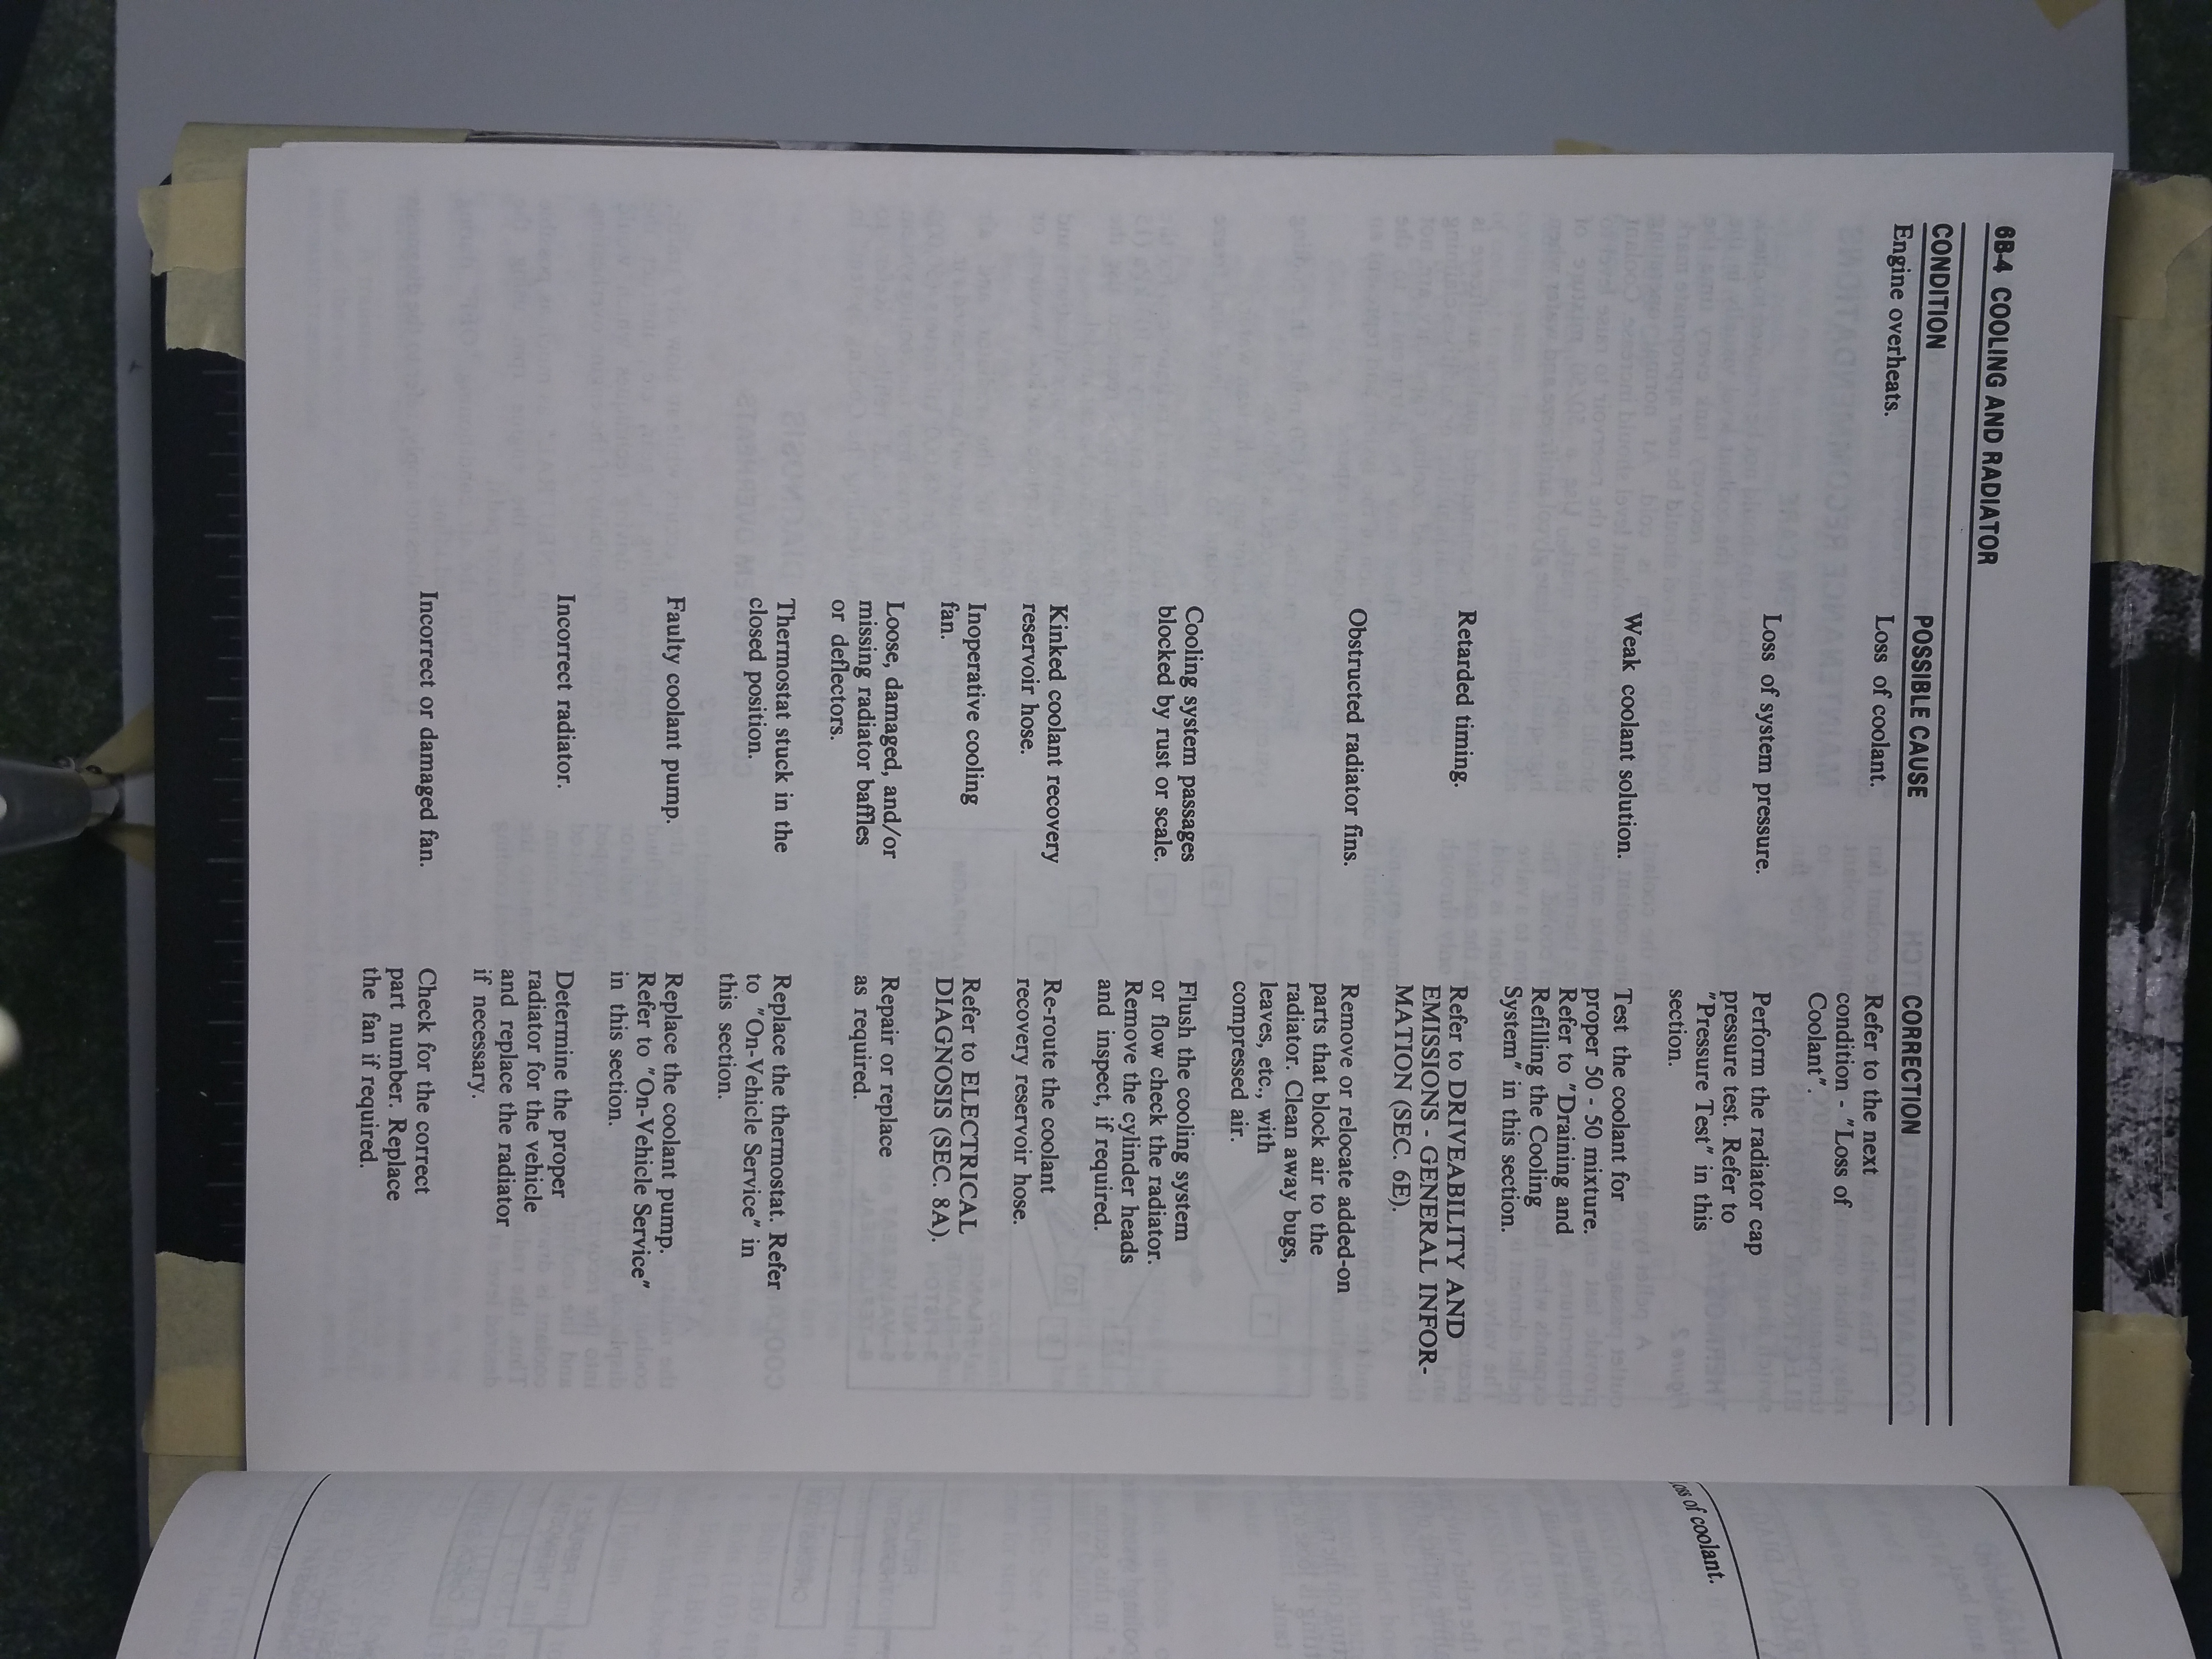 6B-4 COOLING AND RADIATOR
CONDITION POSSIBLE CAUSE CORRECTION
Engine overheats. Loss of coolant. Refer to the next
condition - "Loss of
Coolant".
Loss of system pressure. Perform the radiator cap
pressure test. Refer to
"Pressure Test" in this
section.
Weak coolant solution. Test the coolant for
proper 50 - 50 mixture.
Refer to "Draining and
Refilling the Cooling
System" in this section.
Retarded timing. Refer to DRIVEABILITY AND
EMISSIONS - GENERAL INFOR-
MATION (SEC. 6E).
Obstructed radiator fins. Remove or relocate added-on
parts that block air to the
radiator. Clean away bugs,
leaves, etc., with
compressed air.
Cooling system passages Flush the cooling system
blocked by rust or scale. or flow check the radiator.
Remove the cylinder heads
and inspect, if required.
Kinked coolant recovery Re-route the coolant
reservoir hose. recovery reservoir hose.
Inoperative cooling Refer to ELECTRICAL
fan. DIAGNOSIS (SEC. 8A).
Loose, damaged, and/or Repair or replace
missing radiator baffles as required.
or deflectors.
Thermostat stuck in the Replace the thermostat. Refer
closed position. to "On-Vehicle Service" in
this section.
Faulty coolant pump. Replace the coolant pump.
Refer to "On-Vehicle Service"
in this section.
Incorrect radiator. Determine the proper
radiator for the vehicle
and replace the radiator
if necessary.
Incorrect or damaged fan. Check for the correct
part number. Replace
the fan if required.
of coolant.